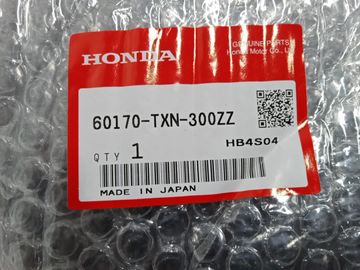 HONDA
GENUINE PARTS
Honda Motor Co., Ltd.
60170-TXN-300ZZ
QTY 1
HB4S04
MADE IN JAPAN